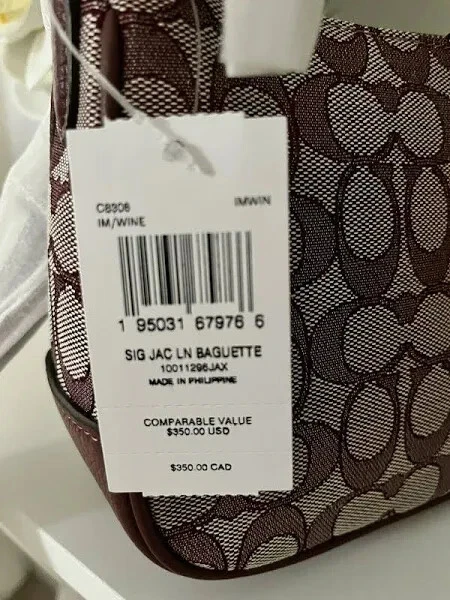 C8306 IMWIN
IM/WINE
1 95031 67976 6
SIG JAC LN BAGUETTE
10011296JAX
MADE IN PHILIPPINE
COMPARABLE VALUE
$350.00 USD
$350.00 CAD